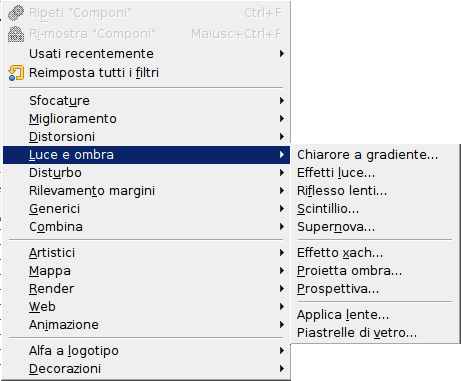 Ripeti "Componi" Ctrl+F
Ri-mostra "Componi" Maiusc+Ctrl+F
Usati recentemente
Reimposta tutti i filtri
Sfocature
Miglioramento
Distorsioni
Luce e ombra
Disturbo
Rilevamento margini
Generici
Combina
Artistici
Mappa
Render
Web
Animazione
Alfa a logotipo
Decorazioni
Chiarore a gradiente...
Effetti luce...
Riflesso lenti...
Scintillio...
Supernova...
Effetto xach...
Proietta ombra...
Prospettiva...
Applica lente...
Piastrelle di vetro...